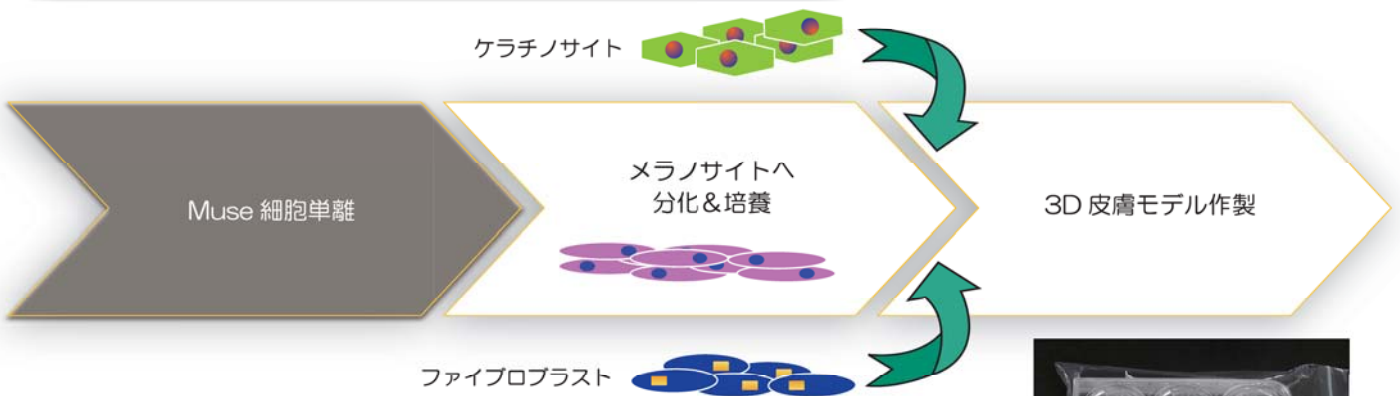 ケラチノサイト
Muse 細胞単離
メラノサイトへ
分化＆培養
3D 皮膚モデル作製
ファイブロブラスト